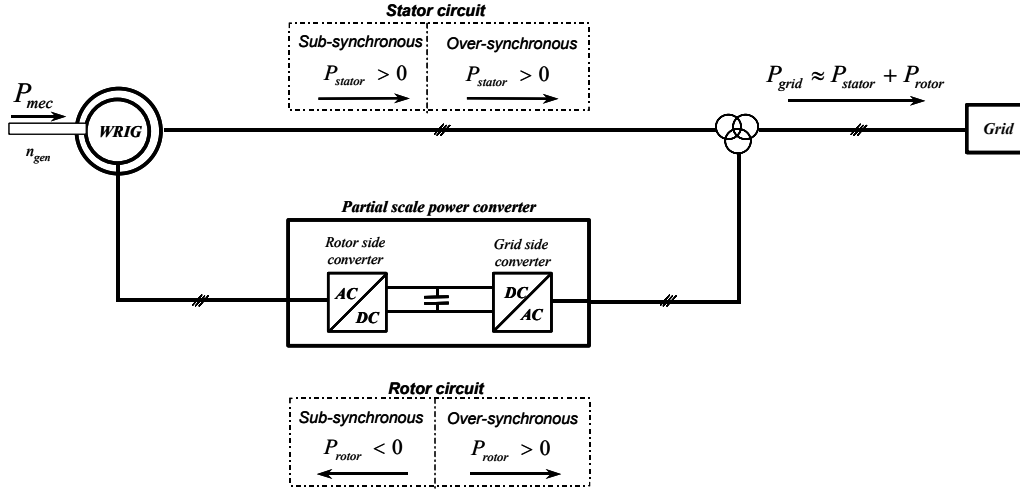 Stator circuit
Sub-synchronous Over-synchronous
P_stator > 0 P_stator > 0
P_grid ≈ P_stator + P_rotor
P_mec
WRIG
n_gen
Grid
Partial scale power converter
Rotor side
converter
Grid side
converter
AC
DC
DC
AC
Rotor circuit
Sub-synchronous Over-synchronous
P_rotor < 0 P_rotor > 0